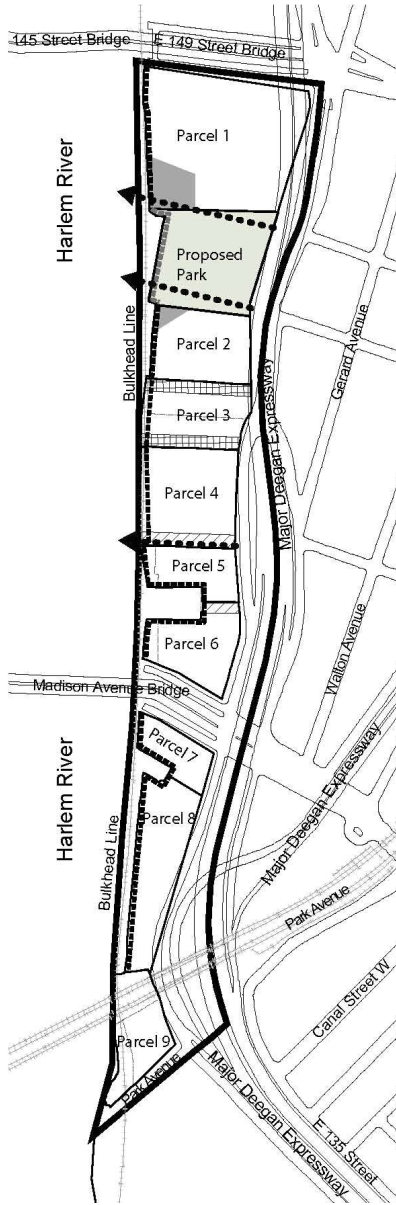 145 Street Bridge
E 149 Street Bridge
Harlem River
Parcel 1
Proposed
Park
Bulkhead Line
Parcel 2
Parcel 3
Parcel 4
Parcel 5
Parcel 6
Major Deegan Expressway
Gerard Avenue
Walton Avenue
Madison Avenue Bridge
Harlem River
Bulkhead Line
Parcel 7
Parcel 8
Major Deegan Expressway
Park Avenue
Canal Street W
Parcel 9
Park Avenue
Major Deegan Expressway
E 135 Street